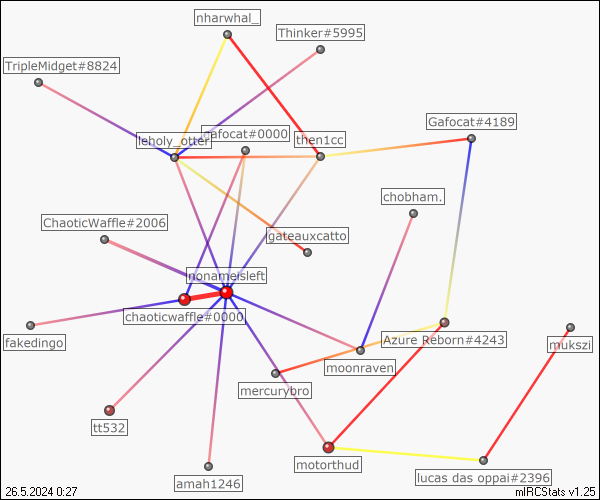 nharwhal_
Thinker#5995
TripleMidget#8824
Gafocat#4189
gafocat#0000
leholy_otter
then1cc
chobham.
ChaoticWaffle#2006
gateauxcatto
nonameisleft
chaoticwaffle#0000
fakedingo
Azure Reborn#4243
mukszi
moonraven
mercurybro
tt532
motorthud
lucas das oppai#2396
amah1246
26.5.2024 0:27
mIRCStats v1.25